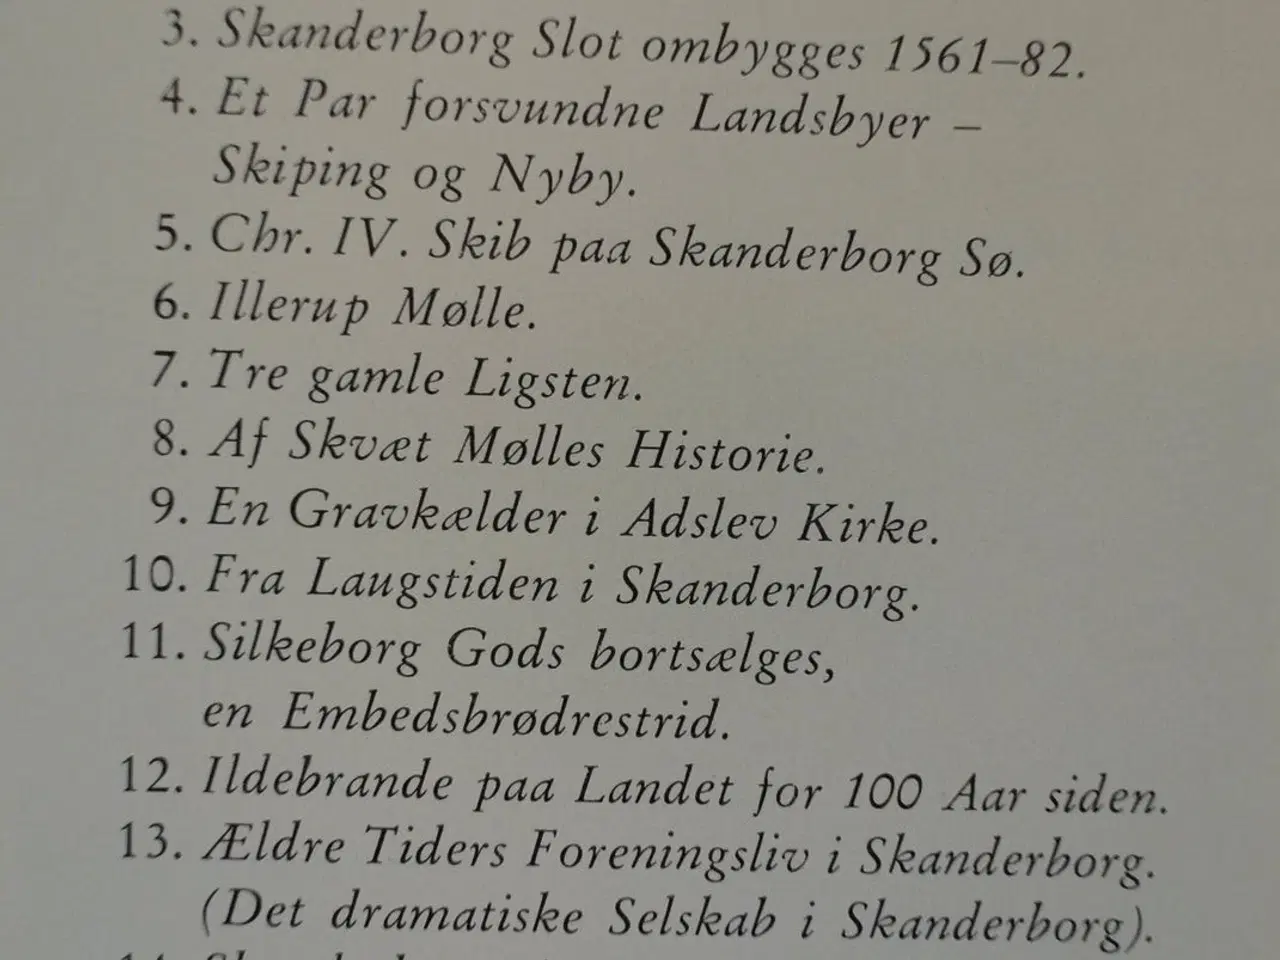 3. Skanderborg Slot ombygges 1561–82.
4. Et Par forsvundne Landsbyer –
Skiping og Nyby.
5. Chr. IV. Skib paa Skanderborg Sø.
6. Illerup Mølle.
7. Tre gamle Ligsten.
8. Af Skvæt Mølles Historie.
9. En Gravkælder i Adslev Kirke.
10. Fra Laugstiden i Skanderborg.
11. Silkeborg Gods bortsælges,
en Embedsbrødrestrid.
12. Ildebrande paa Landet for 100 Aar siden.
13. Ældre Tiders Foreningsliv i Skanderborg.
(Det dramatiske Selskab i Skanderborg).